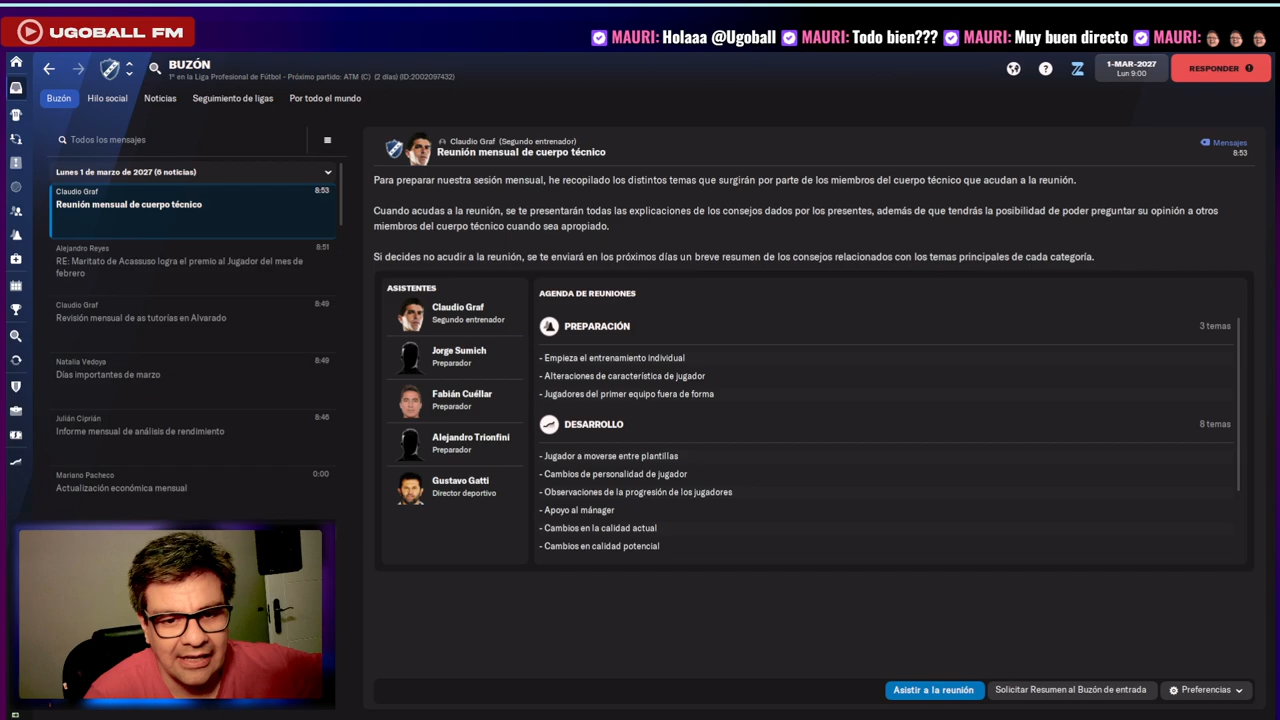 UGOBALL FM
MAURI: Holaaa @Ugoball MAURI: Todo bien??? MAURI: Muy buen directo MAURI:
BUZÓN
1º en la Liga Profesional de Fútbol - Próximo partido: ATM (C) (2 días) (ID:2002097432)
1-MAR-2027
Lun 9:00
RESPONDER
Buzón Hilo social Noticias Seguimiento de ligas Por todo el mundo
Todos los mensajes
Lunes 1 de marzo de 2027 (6 noticias)
Claudio Graf 8:53
Reunión mensual de cuerpo técnico
Alejandro Reyes 8:51
RE: Maritato de Acassuso logra el premio al Jugador del mes de
febrero
Claudio Graf 8:49
Revisión mensual de as tutorías en Alvarado
Natalia Vedoya 8:49
Días importantes de marzo
Julián Ciprián 8:46
Informe mensual de análisis de rendimiento
Mariano Pacheco 0:00
Actualización económica mensual
Claudio Graf (Segundo entrenador)
Reunión mensual de cuerpo técnico
Mensajes
8:53
Para preparar nuestra sesión mensual, he recopilado los distintos temas que surgirán por parte de los miembros del cuerpo técnico que acudan a la reunión.
Cuando acudas a la reunión, se te presentarán todas las explicaciones de los consejos dados por los presentes, además de que tendrás la posibilidad de poder preguntar su opinión a otros
miembros del cuerpo técnico cuando sea apropiado.
Si decides no acudir a la reunión, se te enviará en los próximos días un breve resumen de los consejos relacionados con los temas principales de cada categoría.
ASISTENTES
Claudio Graf
Segundo entrenador
Jorge Sumich
Preparador
Fabián Cuéllar
Preparador
Alejandro Trionfini
Preparador
Gustavo Gatti
Director deportivo
AGENDA DE REUNIONES
PREPARACIÓN 3 temas
- Empieza el entrenamiento individual
- Alteraciones de característica de jugador
- Jugadores del primer equipo fuera de forma
DESARROLLO 8 temas
- Jugador a moverse entre plantillas
- Cambios de personalidad de jugador
- Observaciones de la progresión de los jugadores
- Apoyo al mánager
- Cambios en la calidad actual
- Cambios en calidad potencial
Asistir a la reunión Solicitar Resumen al Buzón de entrada Preferencias